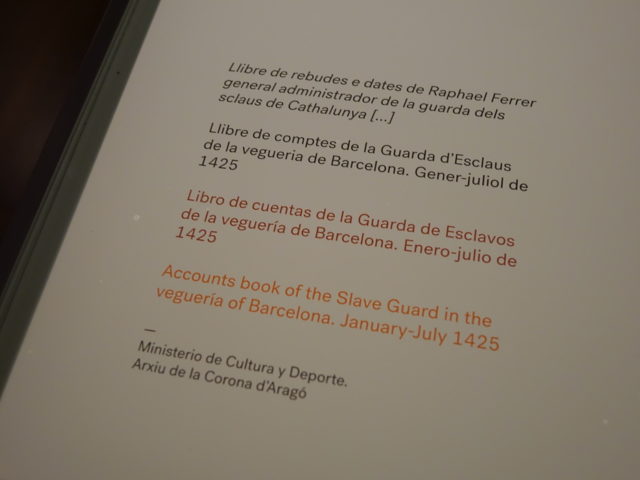 Llibre de rebudes e dates de Raphael Ferrer
general administrador de la guarda dels
sclaus de Cathalunya [...]
Llibre de comptes de la Guarda d'Esclaus
de la vegueria de Barcelona. Gener-juliol de
1425
Libro de cuentas de la Guarda de Esclavos
de la veguería de Barcelona. Enero-julio de
1425
Accounts book of the Slave Guard in the
veguería of Barcelona. January-July 1425
—
Ministerio de Cultura y Deporte.
Arxiu de la Corona d'Aragó